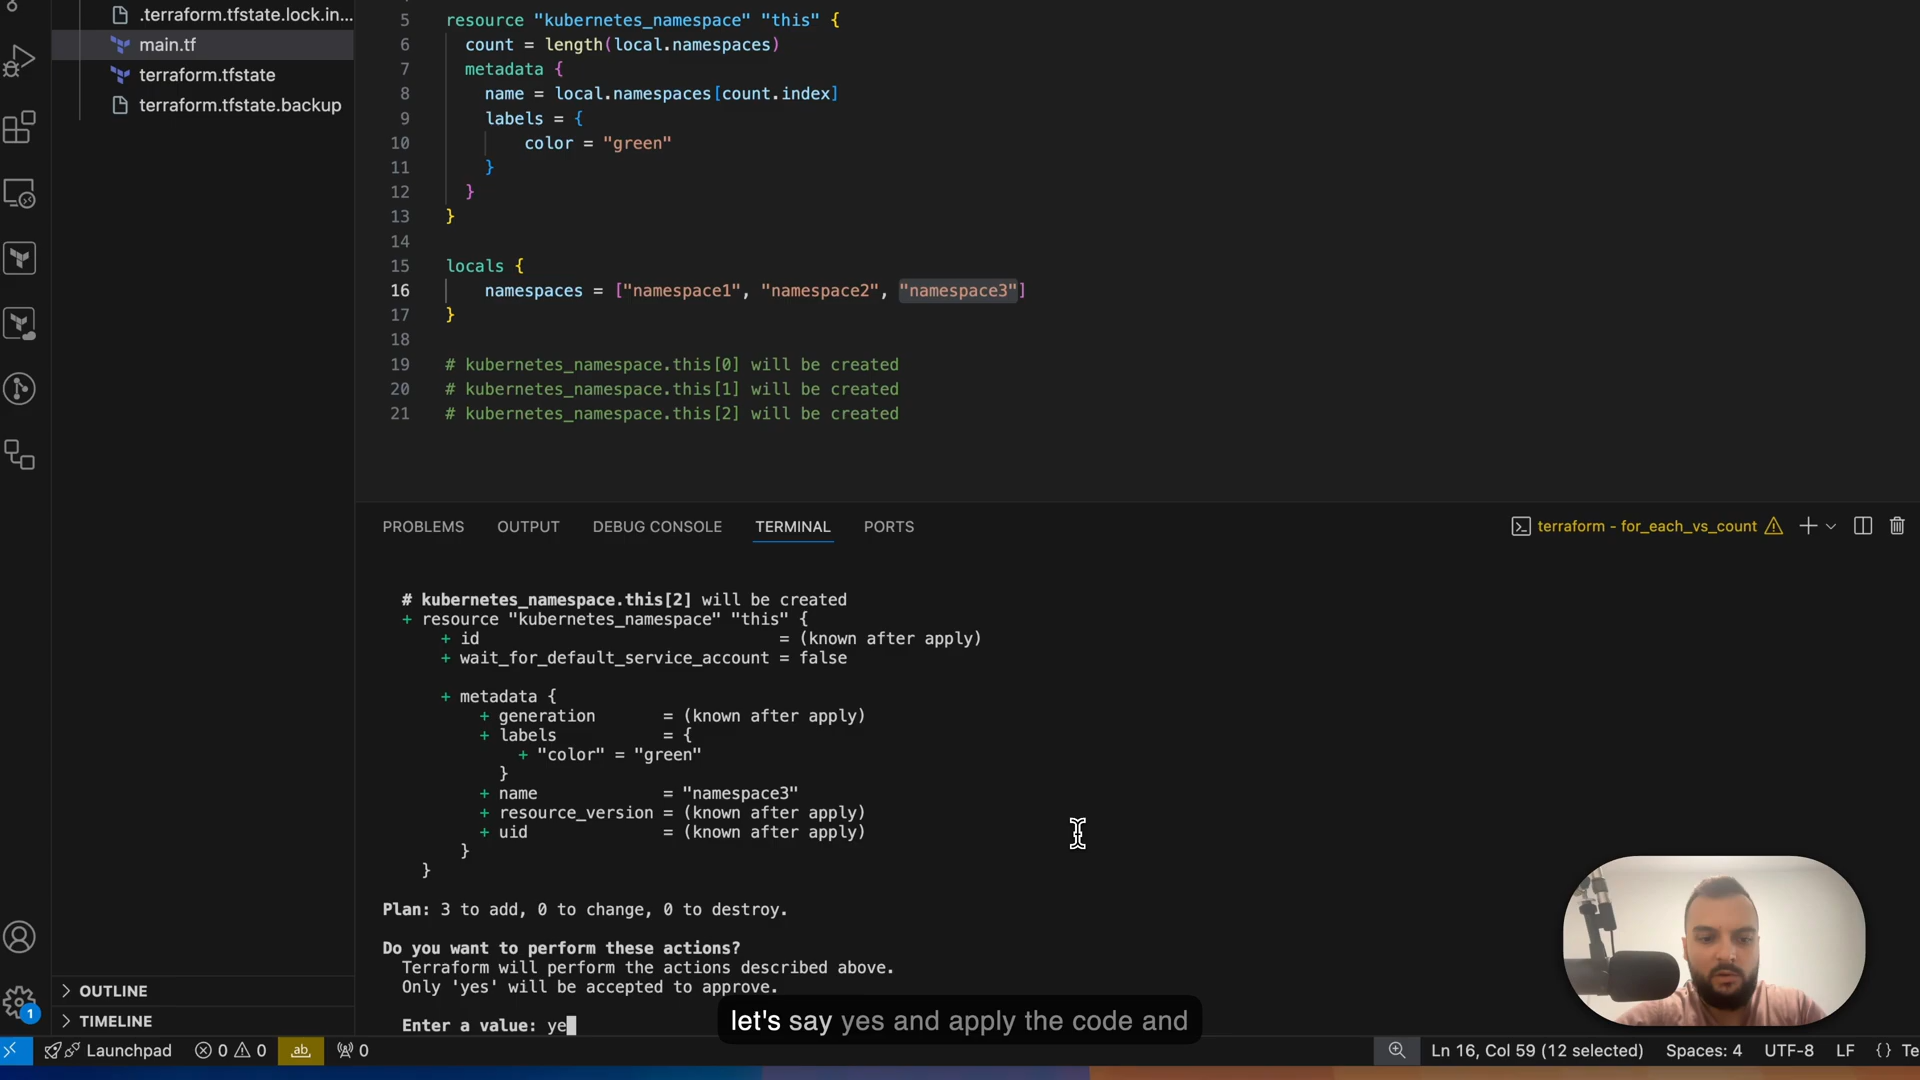 .terraform.tfstate.lock.in...
main.tf
terraform.tfstate
terraform.tfstate.backup
5 resource "kubernetes_namespace" "this" {
6 count = length(local.namespaces)
7 metadata {
8 name = local.namespaces[count.index]
9 labels = {
10 color = "green"
11 }
12 }
13 }
14
15 locals {
16 namespaces = ["namespace1", "namespace2", "namespace3"]
17 }
18
19 # kubernetes_namespace.this[0] will be created
20 # kubernetes_namespace.this[1] will be created
21 # kubernetes_namespace.this[2] will be created
PROBLEMS OUTPUT DEBUG CONSOLE TERMINAL PORTS
terraform - for_each_vs_count
# kubernetes_namespace.this[2] will be created
+ resource "kubernetes_namespace" "this" {
+ id = (known after apply)
+ wait_for_default_service_account = false
+ metadata {
+ generation = (known after apply)
+ labels = {
+ "color" = "green"
}
+ name = "namespace3"
+ resource_version = (known after apply)
+ uid = (known after apply)
}
}
Plan: 3 to add, 0 to change, 0 to destroy.
Do you want to perform these actions?
Terraform will perform the actions described above.
Only 'yes' will be accepted to approve.
Enter a value: ye
let's say yes and apply the code and
OUTLINE
TIMELINE
1
Launchpad 0 0 ab 0 Ln 16, Col 59 (12 selected) Spaces: 4 UTF-8 LF {} Te